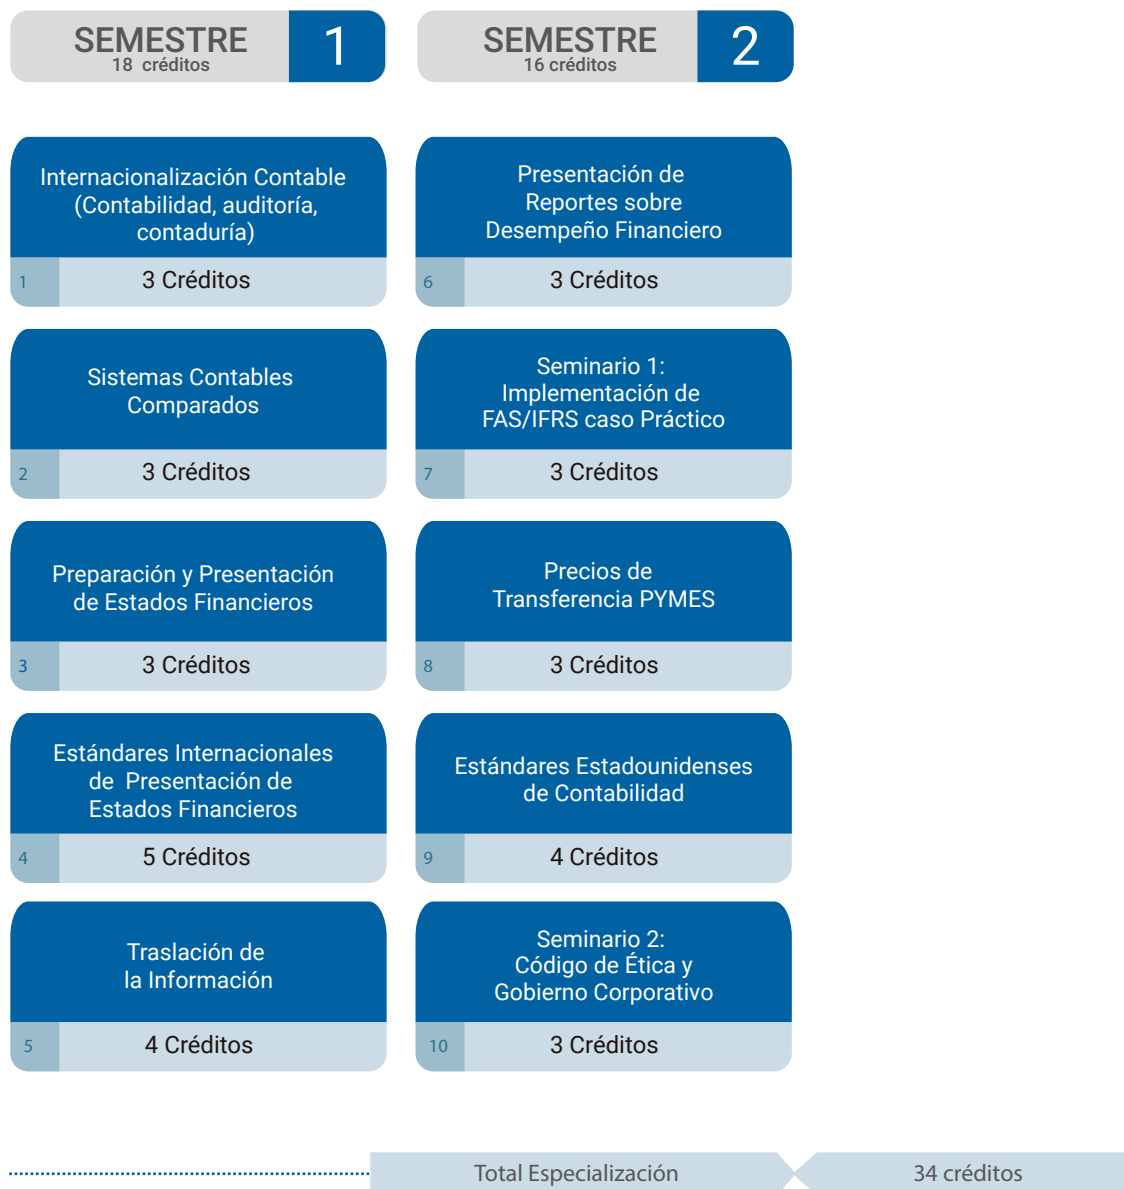 SEMESTRE
18 créditos
1
SEMESTRE
16 créditos
2
Internacionalización Contable
(Contabilidad, auditoría,
contaduría)
1
3 Créditos
Presentación de
Reportes sobre
Desempeño Financiero
6
3 Créditos
Sistemas Contables
Comparados
2
3 Créditos
Seminario 1:
Implementación de
FAS/IFRS caso Práctico
7
3 Créditos
Preparación y Presentación
de Estados Financieros
3
3 Créditos
Precios de
Transferencia PYMES
8
3 Créditos
Estándares Internacionales
de Presentación de
Estados Financieros
4
5 Créditos
Estándares Estadounidenses
de Contabilidad
9
4 Créditos
Traslación de
la Información
5
4 Créditos
Seminario 2:
Código de Ética y
Gobierno Corporativo
10
3 Créditos
Total Especialización
34 créditos